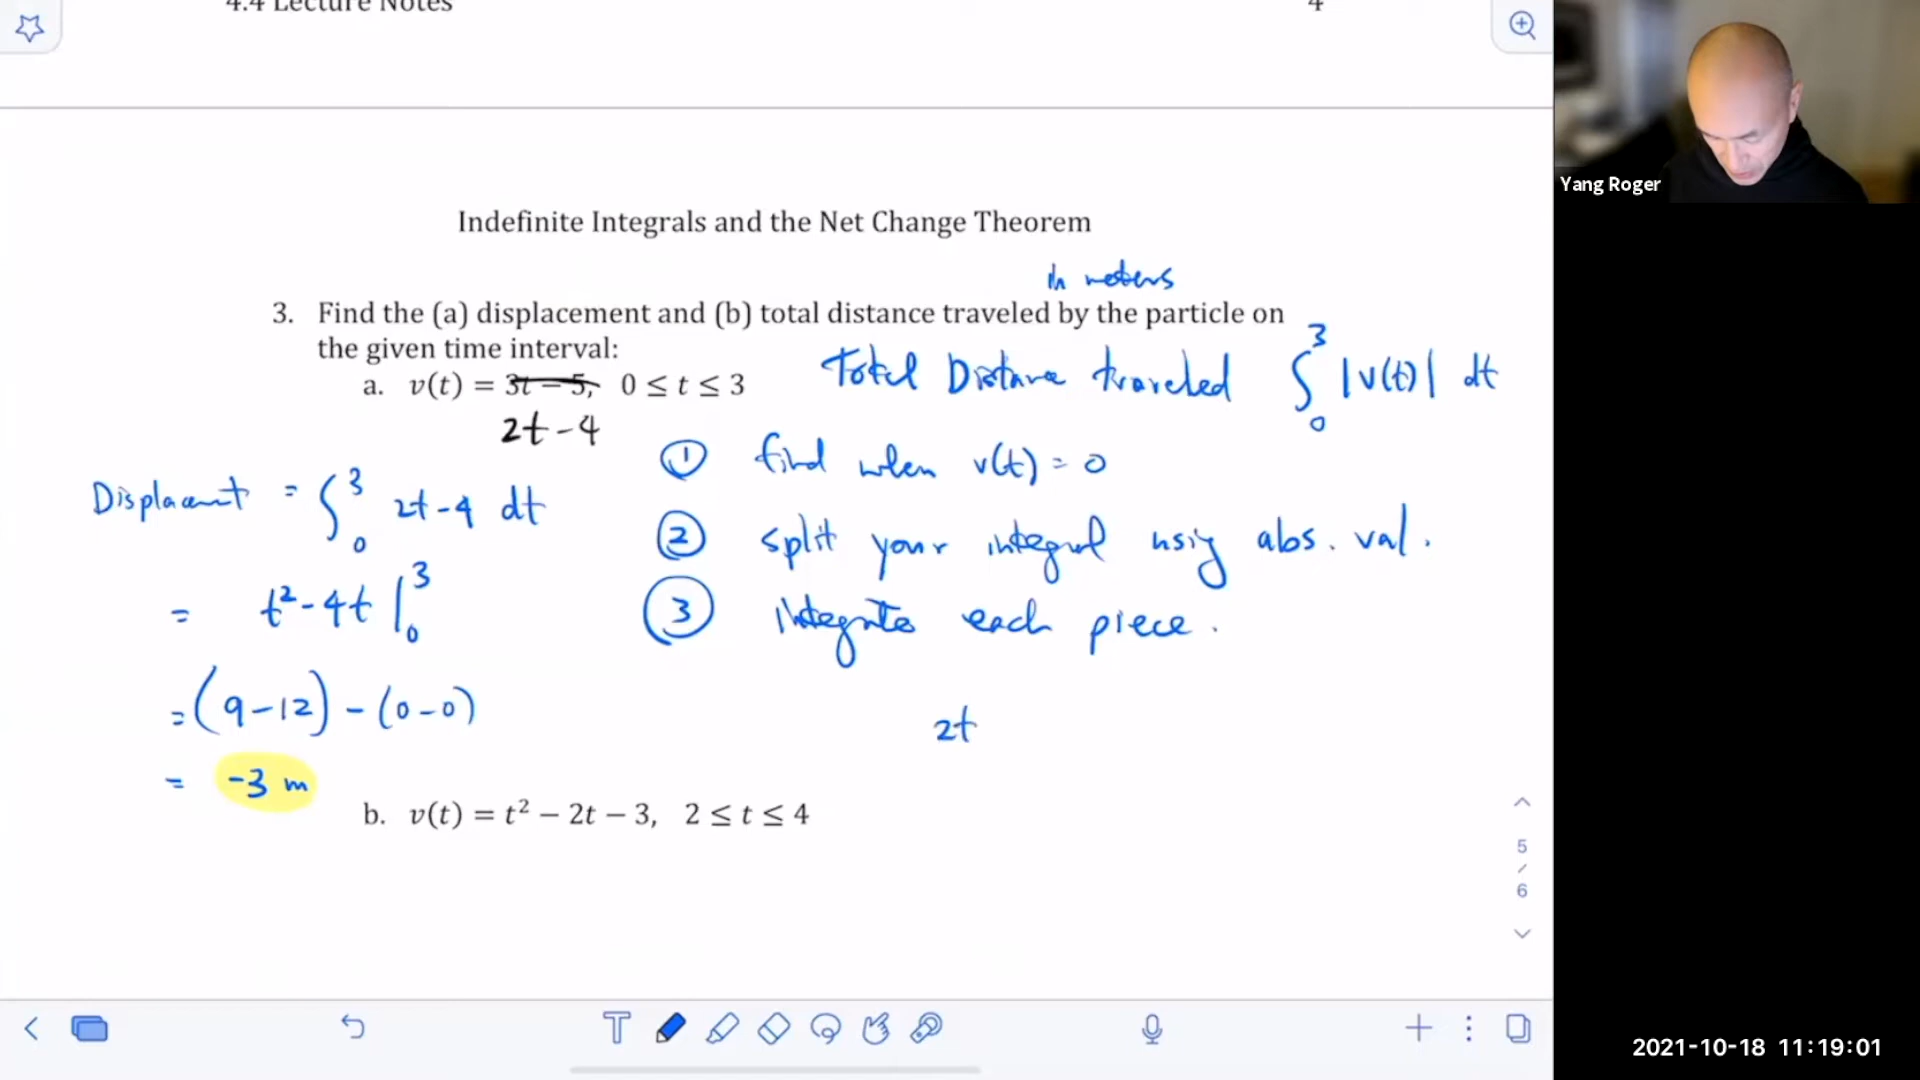 4.4 Lecture Notes 4
Yang Roger
Indefinite Integrals and the Net Change Theorem
in meters
3. Find the (a) displacement and (b) total distance traveled by the particle on
the given time interval:
a. v(t) = 3t − 5, 0 ≤ t ≤ 3
2t - 4
Total Distance traveled ∫₀³ |v(t)| dt
① find when v(t) = 0
② split your integral using abs. val.
③ Integrate each piece.
2t
Displacent = ∫₀³ 2t-4 dt
= t²-4t |₀³
= (9-12) - (0-0)
= -3 m
b. v(t) = t² − 2t − 3, 2 ≤ t ≤ 4
5
/
6
2021-10-18 11:19:01